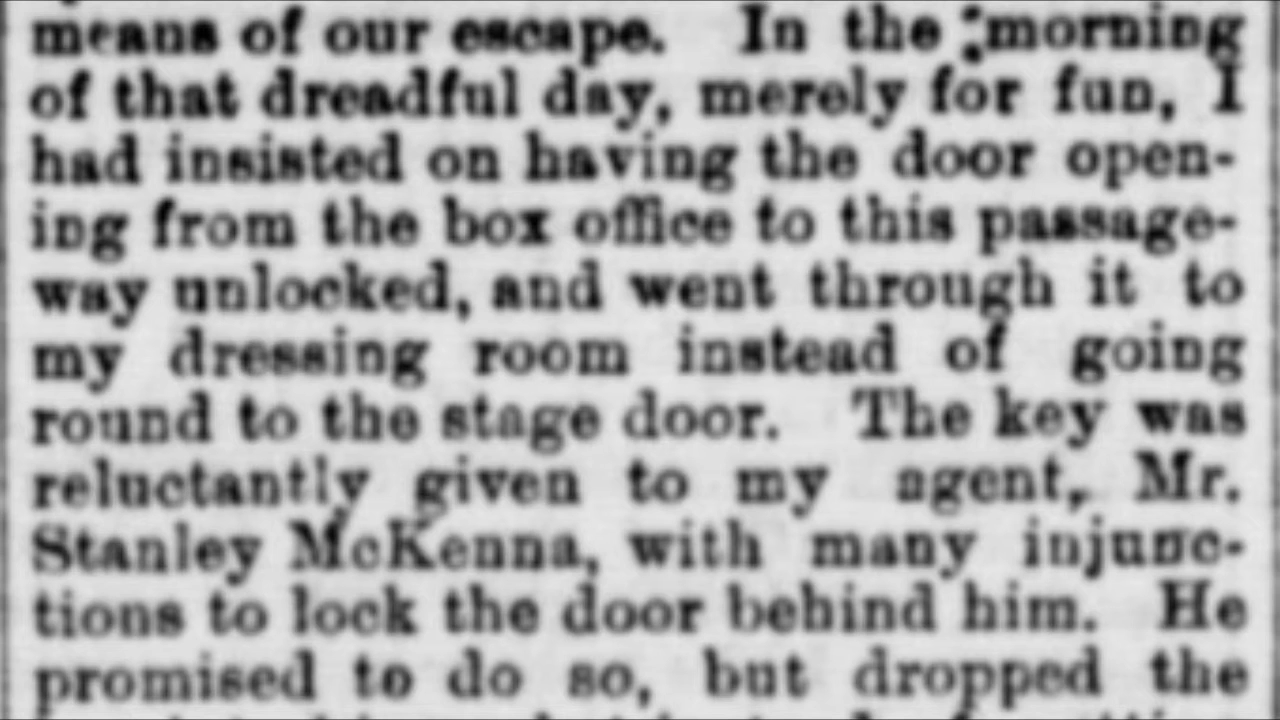 means of our escape. In the morning
of that dreadful day, merely for fun, I
had insisted on having the door open-
ing from the box office to this passage-
way unlocked, and went through it to
my dressing room instead of going
round to the stage door. The key was
reluctantly given to my agent, Mr.
Stanley McKenna, with many injunc-
tions to lock the door behind him. He
promised to do so, but dropped the